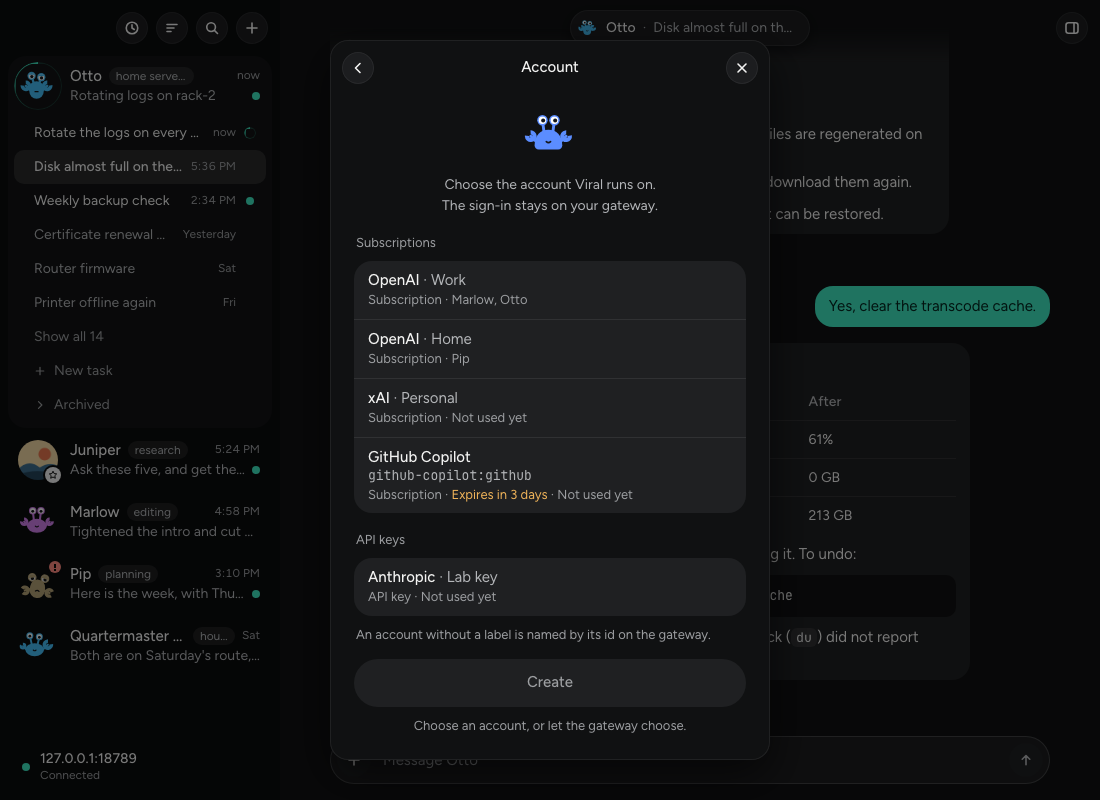 Otto · Disk almost full on th...
Otto home serve... now
Rotating logs on rack-2
Rotate the logs on every ... now
Disk almost full on the... 5:36 PM
Weekly backup check 2:34 PM
Certificate renewal ... Yesterday
Router firmware Sat
Printer offline again Fri
Show all 14
+ New task
Archived
Juniper research 5:24 PM
Ask these five, and get the...
Marlow editing 4:58 PM
Tightened the intro and cut ...
Pip planning 3:10 PM
Here is the week, with Thu...
Quartermaster ... hou... Sat
Both are on Saturday's route,...
127.0.0.1:18789
Connected
Account
Choose the account Viral runs on.
The sign-in stays on your gateway.
Subscriptions
OpenAI · Work
Subscription · Marlow, Otto
OpenAI · Home
Subscription · Pip
xAI · Personal
Subscription · Not used yet
GitHub Copilot
github-copilot:github
Subscription · Expires in 3 days · Not used yet
API keys
Anthropic · Lab key
API key · Not used yet
An account without a label is named by its id on the gateway.
Create
Choose an account, or let the gateway choose.
are regenerated on
download them again.
can be restored.
Yes, clear the transcode cache.
After
61%
0 GB
213 GB
it. To undo:
(du) did not report
Message Otto